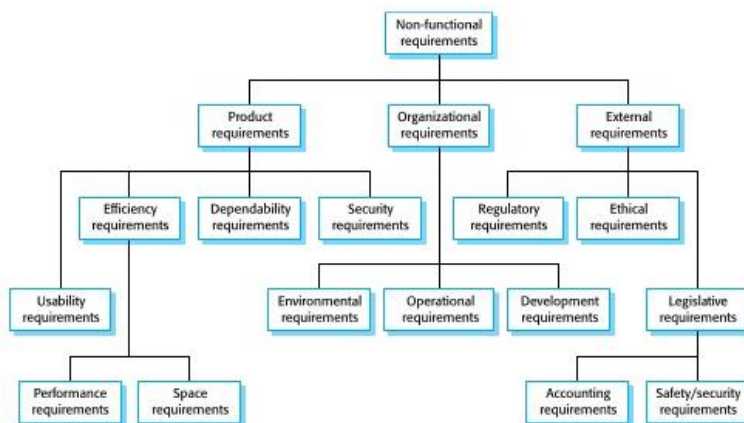 Non-functional
requirements
Product
requirements
Organizational
requirements
External
requirements
Efficiency
requirements
Dependability
requirements
Security
requirements
Regulatory
requirements
Ethical
requirements
Usability
requirements
Environmental
requirements
Operational
requirements
Development
requirements
Legislative
requirements
Performance
requirements
Space
requirements
Accounting
requirements
Safety/security
requirements